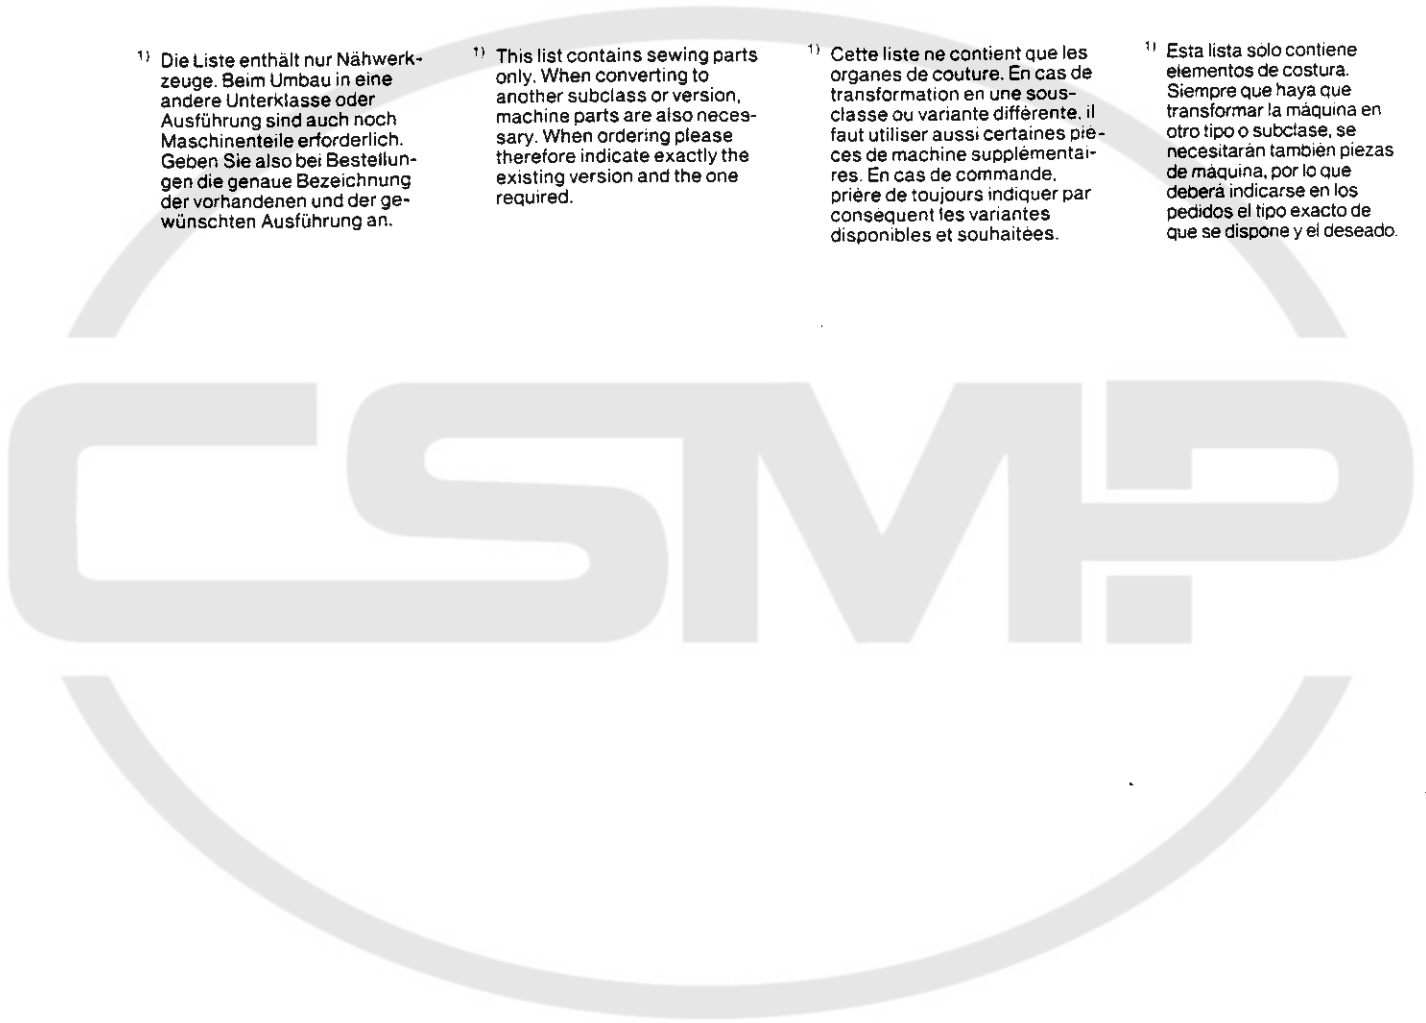 1) Die Liste enthält nur Nähwerk-
zeuge. Beim Umbau in eine
andere Unterklasse oder
Ausführung sind auch noch
Maschinenteile erforderlich.
Geben Sie also bei Bestellun-
gen die genaue Bezeichnung
der vorhandenen und der ge-
wünschten Ausführung an.
1) This list contains sewing parts
only. When converting to
another subclass or version,
machine parts are also neces-
sary. When ordering please
therefore indicate exactly the
existing version and the one
required.
1) Cette liste ne contient que les
organes de couture. En cas de
transformation en une sous-
classe ou variante différente, il
faut utiliser aussi certaines piè-
ces de machine supplémentai-
res. En cas de commande,
prière de toujours indiquer par
conséquent les variantes
disponibles et souhaitées.
1) Esta lista sólo contiene
elementos de costura.
Siempre que haya que
transformar la máquina en
otro tipo o subclase, se
necesitarán también piezas
de máquina, por lo que
deberá indicarse en los
pedidos el tipo exacto de
que se dispone y el deseado.
CSMP